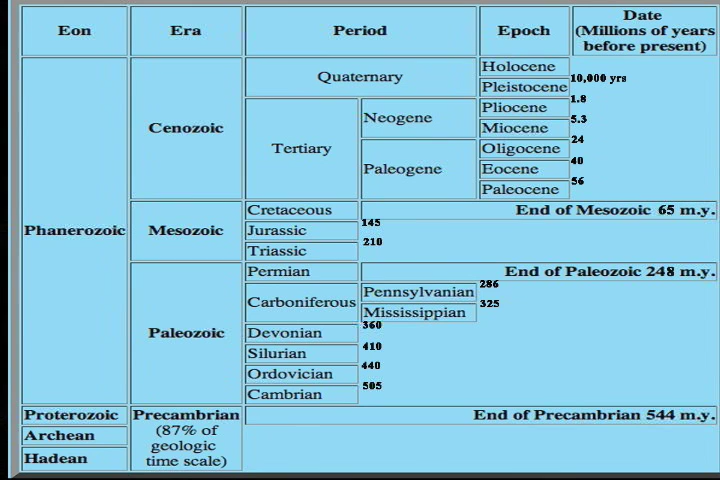 Eon Era Period Epoch Date
(Millions of years
before present)
Phanerozoic
Cenozoic
Quaternary
Holocene
10,000 yrs
Pleistocene
1.8
Tertiary
Neogene
Pliocene
5.3
Miocene
24
Paleogene
Oligocene
40
Eocene
56
Paleocene
Mesozoic
Cretaceous End of Mesozoic 65 m.y.
145
Jurassic
210
Triassic
Paleozoic
Permian End of Paleozoic 248 m.y.
286
Carboniferous
Pennsylvanian
325
Mississippian
360
Devonian
410
Silurian
440
Ordovician
505
Cambrian
Proterozoic Precambrian End of Precambrian 544 m.y.
(87% of
geologic
time scale)
Archean
Hadean